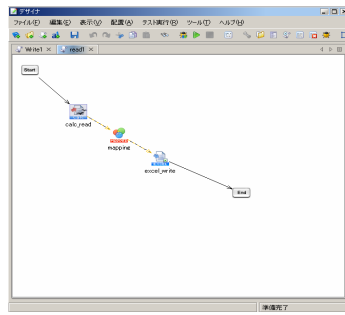 デザイナ
ファイル(F) 編集(E) 表示(V) 配置(A) テスト実行(R) ツール(T) ヘルプ(H)
Write1 read1
Start
calc_read
mapping
excel_write
End
準備完了